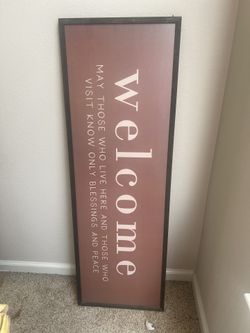 welcome
MAY THOSE WHO LIVE HERE AND THOSE WHO
VISIT KNOW ONLY BLESSINGS AND PEACE